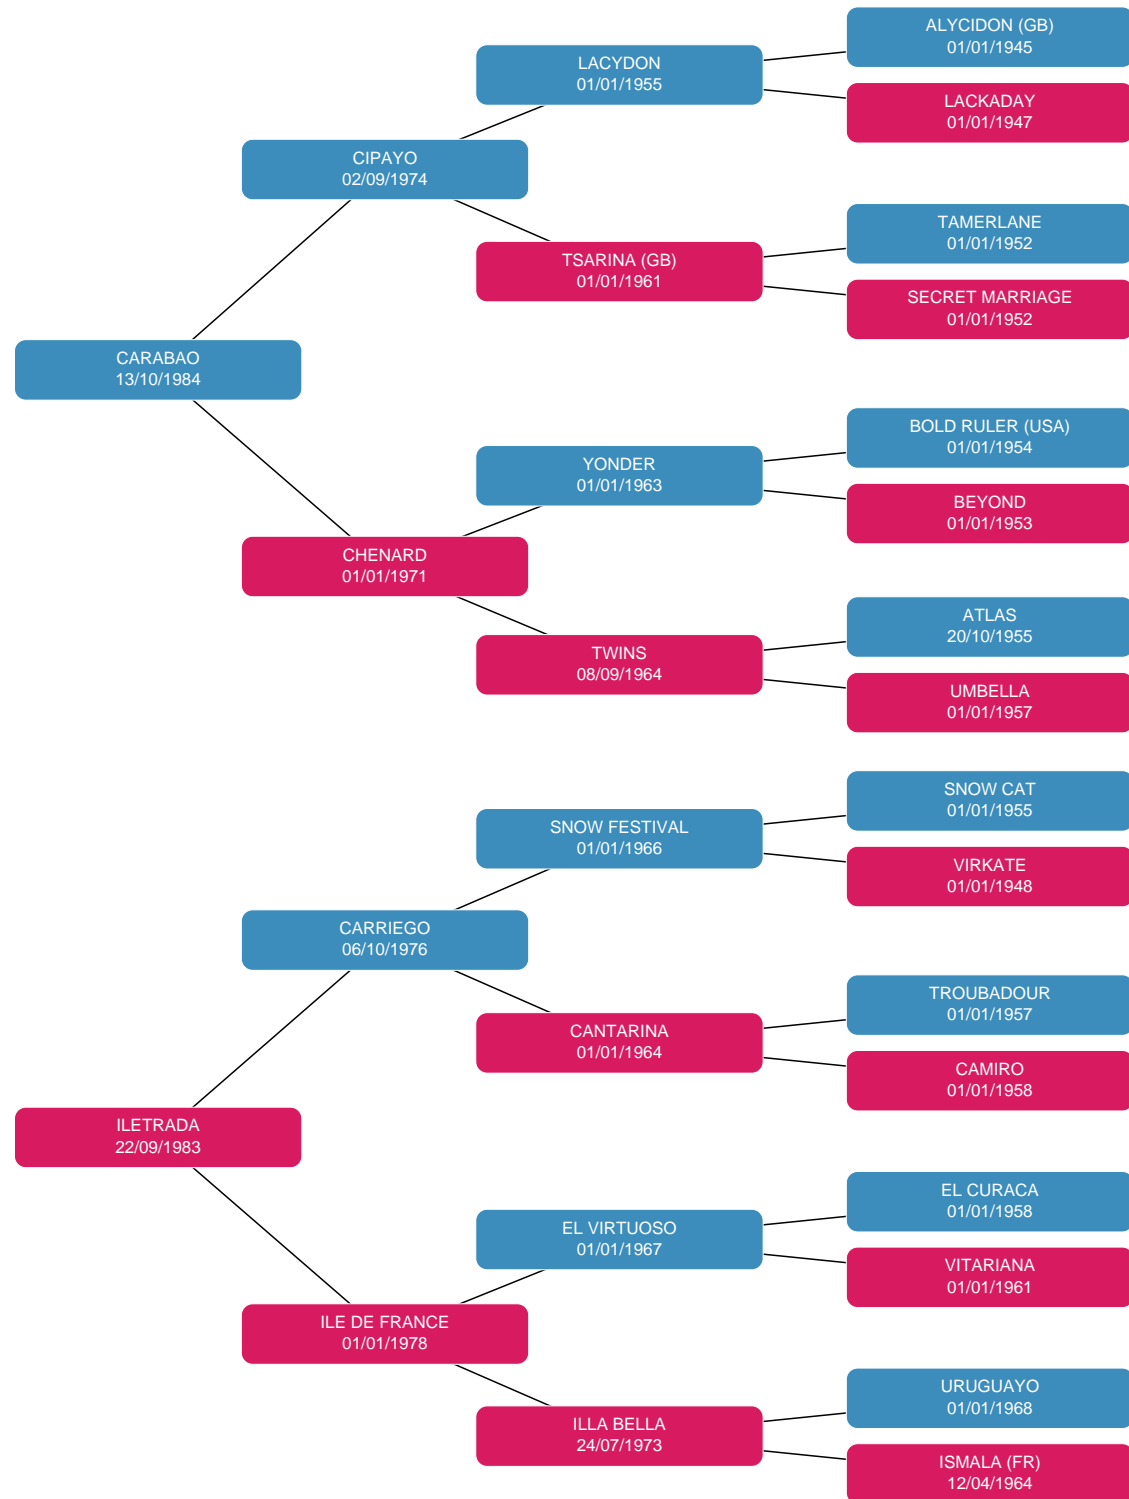 ALYCIDON (GB)
01/01/1945
LACYDON
01/01/1955
LACKADAY
01/01/1947
CIPAYO
02/09/1974
TAMERLANE
01/01/1952
TSARINA (GB)
01/01/1961
SECRET MARRIAGE
01/01/1952
CARABAO
13/10/1984
BOLD RULER (USA)
01/01/1954
YONDER
01/01/1963
BEYOND
01/01/1953
CHENARD
01/01/1971
ATLAS
20/10/1955
TWINS
08/09/1964
UMBELLA
01/01/1957
SNOW CAT
01/01/1955
SNOW FESTIVAL
01/01/1966
VIRKATE
01/01/1948
CARRIEGO
06/10/1976
TROUBADOUR
01/01/1957
CANTARINA
01/01/1964
CAMIRO
01/01/1958
ILETRADA
22/09/1983
EL CURACA
01/01/1958
EL VIRTUOSO
01/01/1967
VITARIANA
01/01/1961
ILE DE FRANCE
01/01/1978
URUGUAYO
01/01/1968
ILLA BELLA
24/07/1973
ISMALA (FR)
12/04/1964